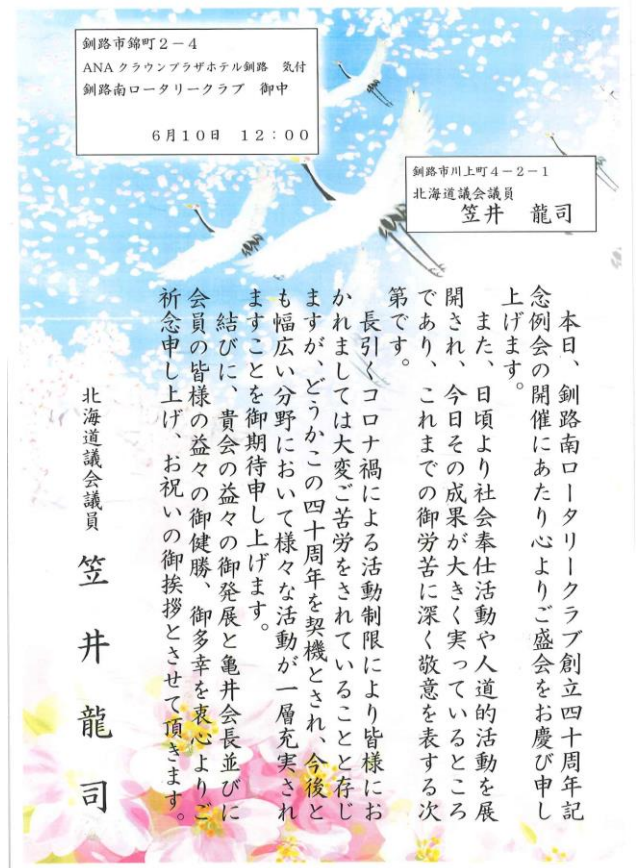 釧路市錦町2－4
ANAクラウンプラザホテル釧路　気付
釧路南ロータリークラブ　御中
6月10日　12：00
釧路市川上町4－2－1
北海道議会議員
笠井　龍司
本日、釧路南ロータリークラブ創立四十周年記
念例会の開催にあたり心よりご盛会をお慶び申し
上げます。
また、日頃より社会奉仕活動や人道的活動を展
開され、今日その成果が大きく実っているところ
であり、これまでの御労苦に深く敬意を表する次
第です。
長引くコロナ禍による活動制限により皆様にお
かれましては大変ご苦労をされていることと存じ
ますが、どうかこの四十周年を契機とされ、今後と
も幅広い分野において様々な活動が一層充実され
ますことを御期待申し上げます。
結びに、貴会の益々の御発展と亀井会長並びに
会員の皆様の益々の御健勝、御多幸を衷心よりご
祈念申し上げ、お祝いの御挨拶とさせて頂きます。
北海道議会議員　笠井龍司